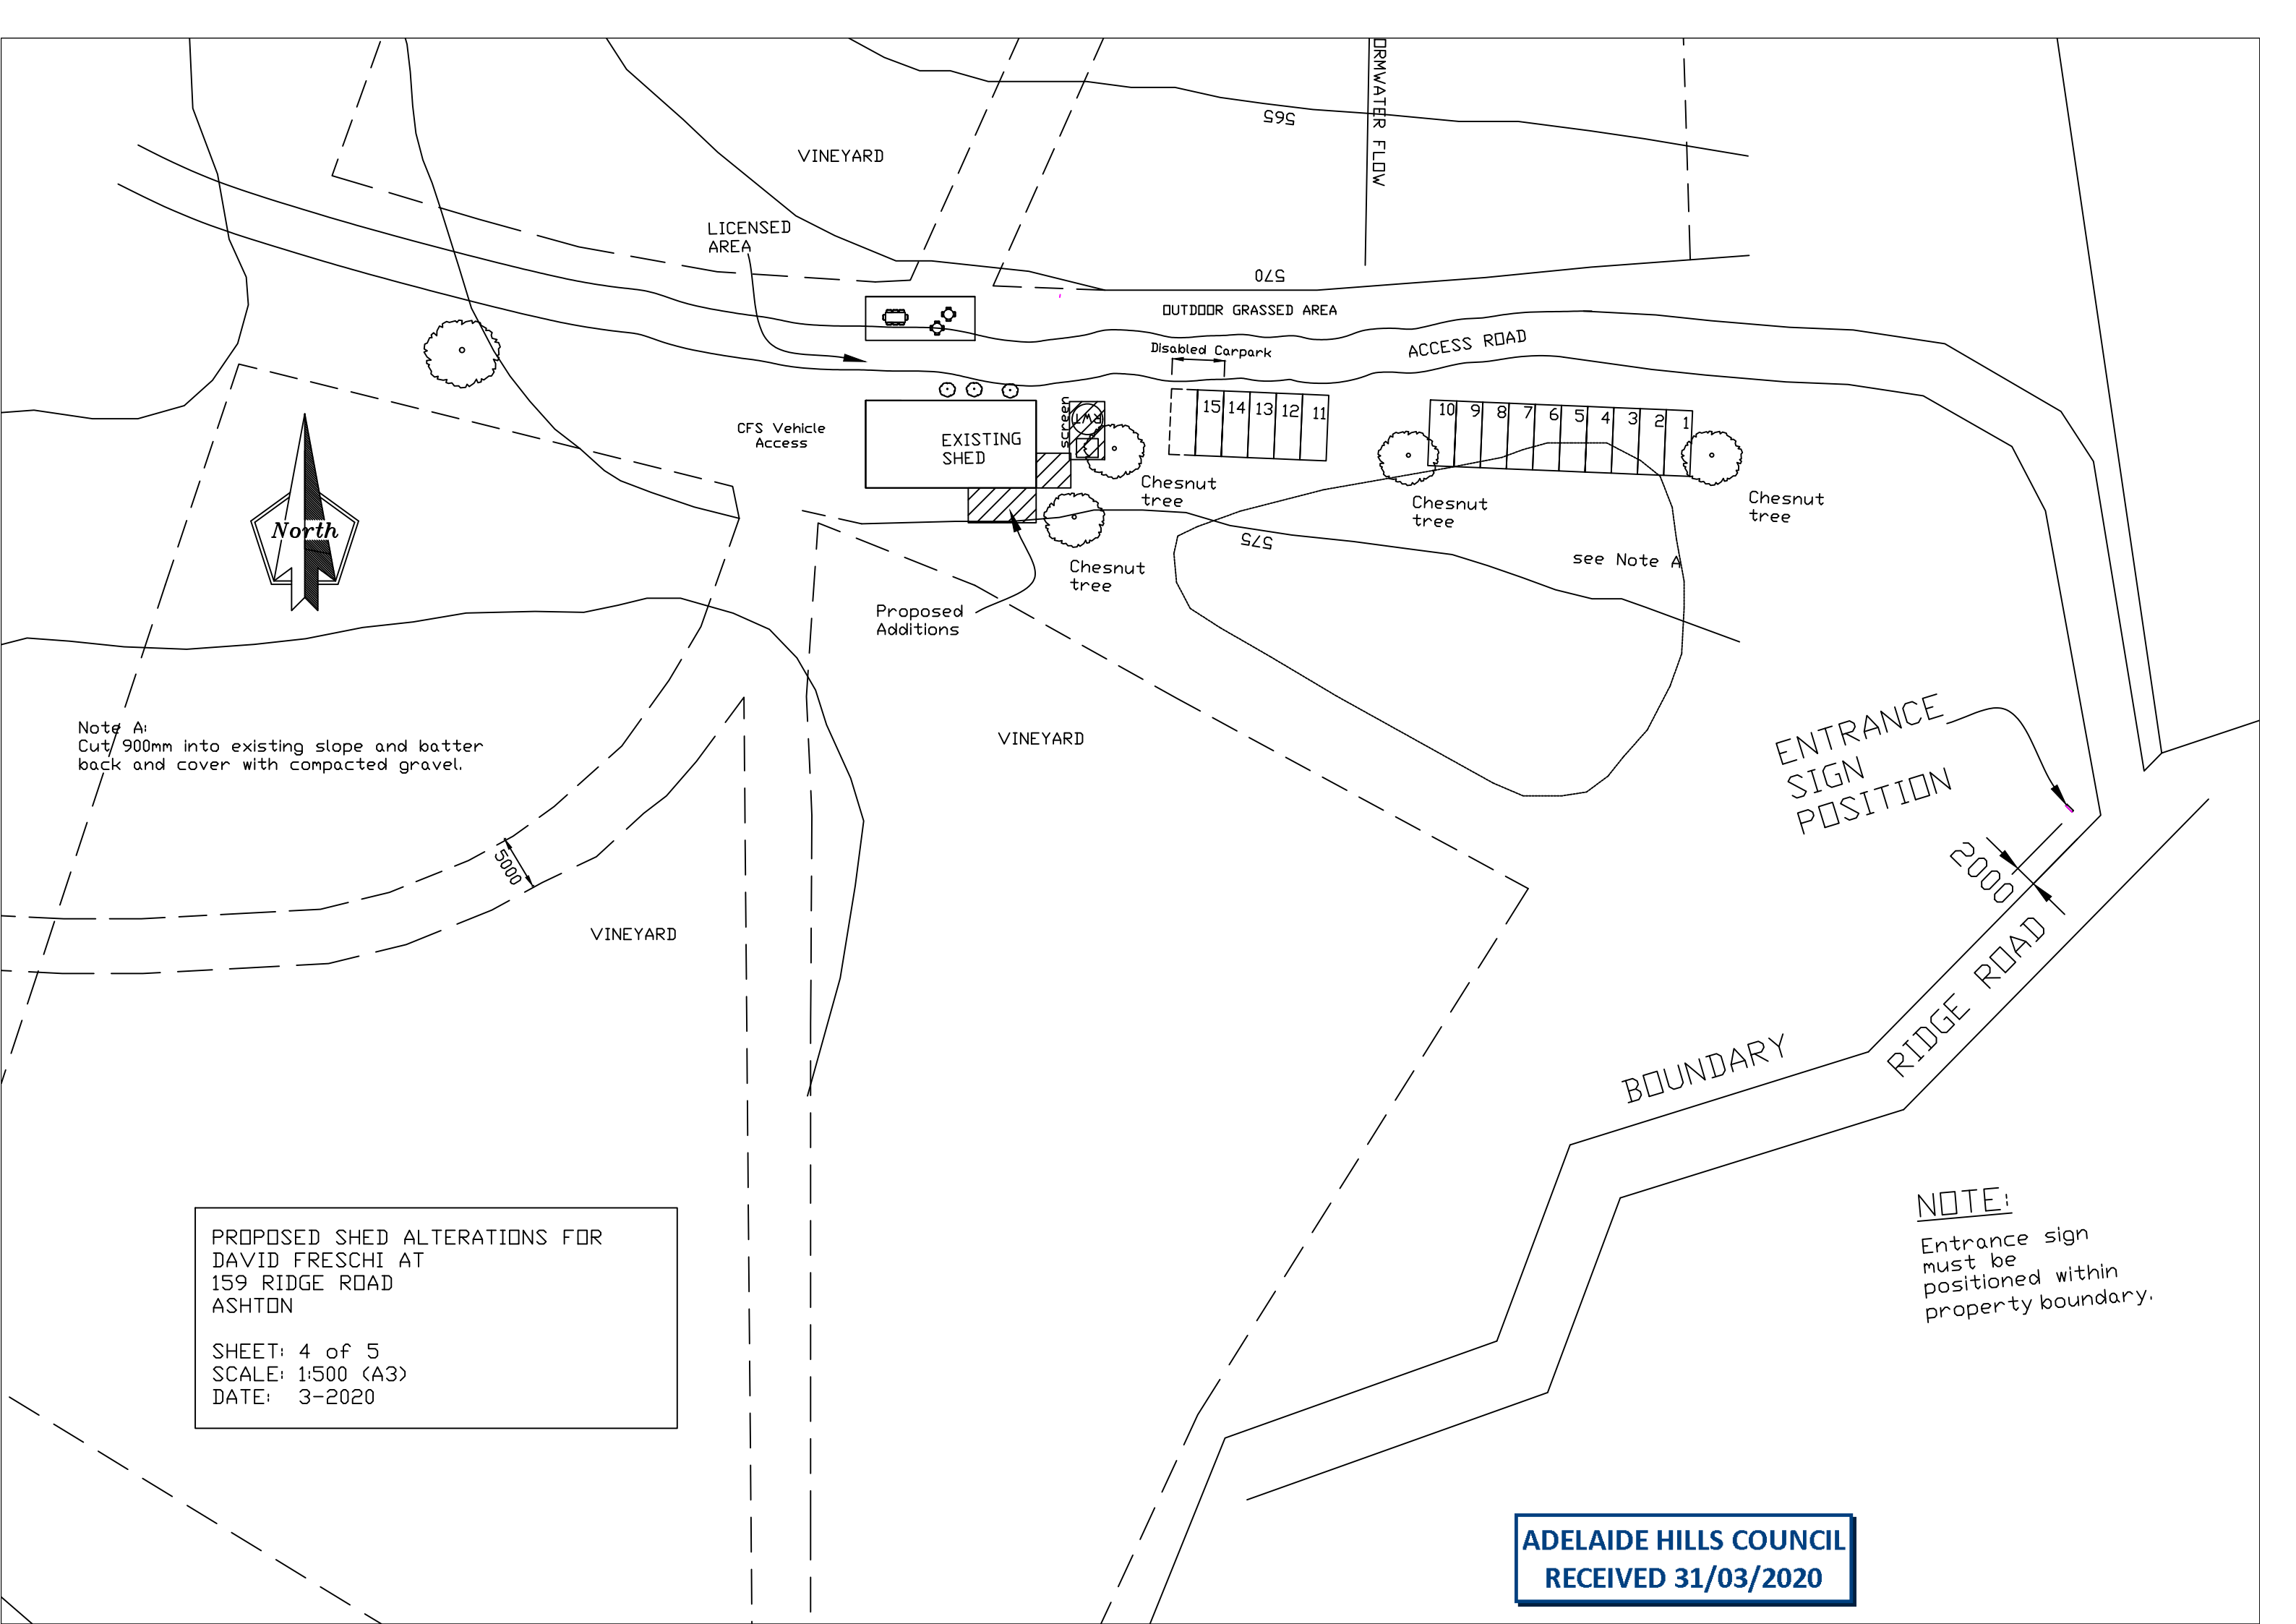 ORMWATER FLOW
565
VINEYARD
LICENSED
AREA
570
OUTDOOR GRASSED AREA
ACCESS ROAD
Disabled Carpark
15 14 13 12 11
10 9 8 7 6 5 4 3 2 1
screen
RWT
CFS Vehicle
Access
EXISTING
SHED
Chesnut
tree
Chesnut
tree
Chesnut
tree
Chesnut
tree
North
575
see Note A
Proposed
Additions
Note A:
Cut 900mm into existing slope and batter
back and cover with compacted gravel.
VINEYARD
ENTRANCE
SIGN
POSITION
5000
2000
VINEYARD
RIDGE ROAD
BOUNDARY
NOTE:
Entrance sign
must be
positioned within
property boundary.
PROPOSED SHED ALTERATIONS FOR
DAVID FRESCHI AT
159 RIDGE ROAD
ASHTON
SHEET: 4 of 5
SCALE: 1:500 (A3)
DATE: 3-2020
ADELAIDE HILLS COUNCIL
RECEIVED 31/03/2020